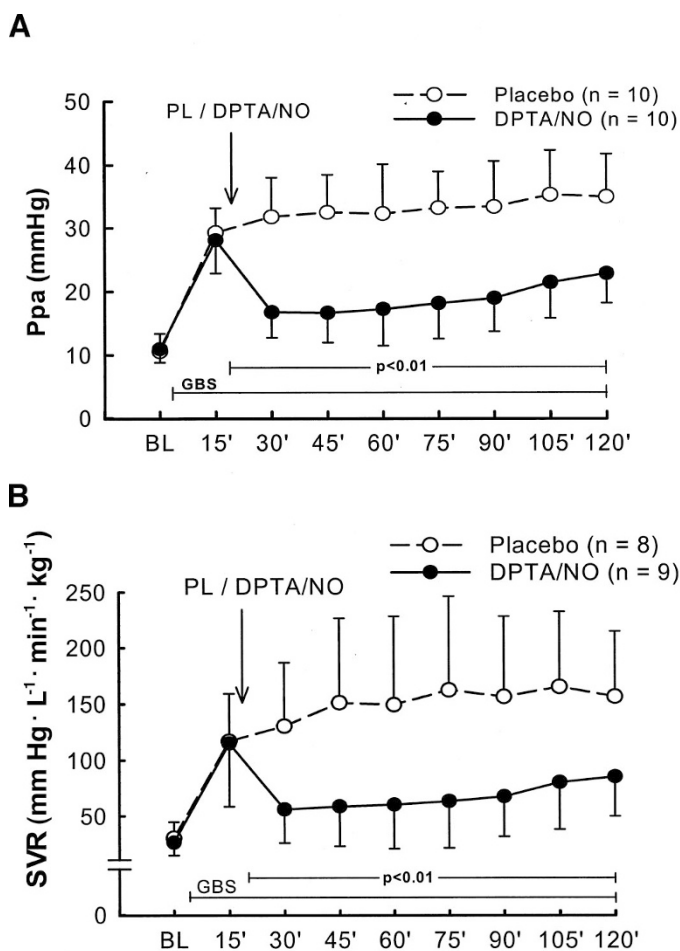 A
Placebo (n = 10)
DPTA/NO (n = 10)
PL / DPTA/NO
Ppa (mmHg)
50
40
30
20
10
0
p<0.01
GBS
BL 15' 30' 45' 60' 75' 90' 105' 120'
B
Placebo (n = 8)
DPTA/NO (n = 9)
PL / DPTA/NO
SVR (mm Hg · L⁻¹ · min⁻¹ · kg⁻¹)
250
200
150
100
50
0
p<0.01
GBS
BL 15' 30' 45' 60' 75' 90' 105' 120'